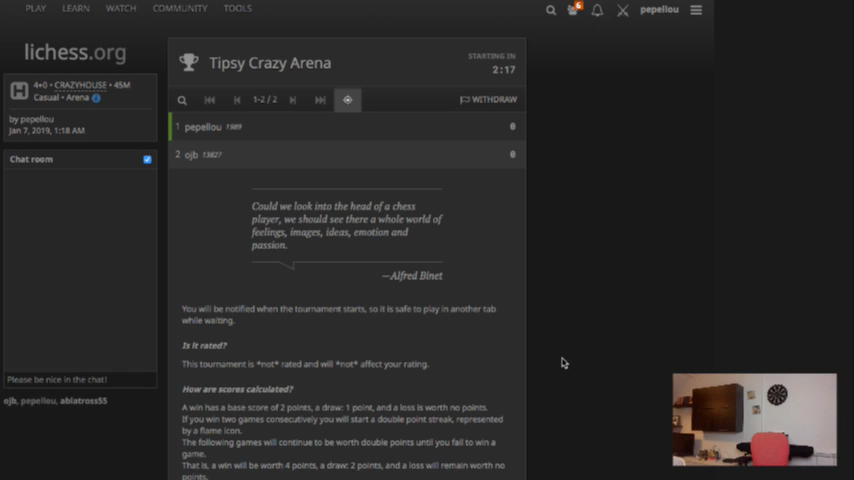 PLAY LEARN WATCH COMMUNITY TOOLS
6
pepellou
lichess.org
4+0 • CRAZYHOUSE • 45M
Casual • Arena
by pepellou
Jan 7, 2019, 1:18 AM
Tipsy Crazy Arena
STARTING IN
2:17
1-2 / 2
WITHDRAW
1 pepellou 1989 0
2 ojb 1382? 0
Chat room
Could we look into the head of a chess
player, we should see there a whole world of
feelings, images, ideas, emotion and
passion.
—Alfred Binet
You will be notified when the tournament starts, so it is safe to play in another tab
while waiting.
Is it rated?
This tournament is *not* rated and will *not* affect your rating.
How are scores calculated?
A win has a base score of 2 points, a draw: 1 point, and a loss is worth no points.
If you win two games consecutively you will start a double point streak, represented
by a flame icon.
The following games will continue to be worth double points until you fail to win a
game.
That is, a win will be worth 4 points, a draw: 2 points, and a loss will remain worth no
points.
Please be nice in the chat!
ojb, pepellou, ablatross55